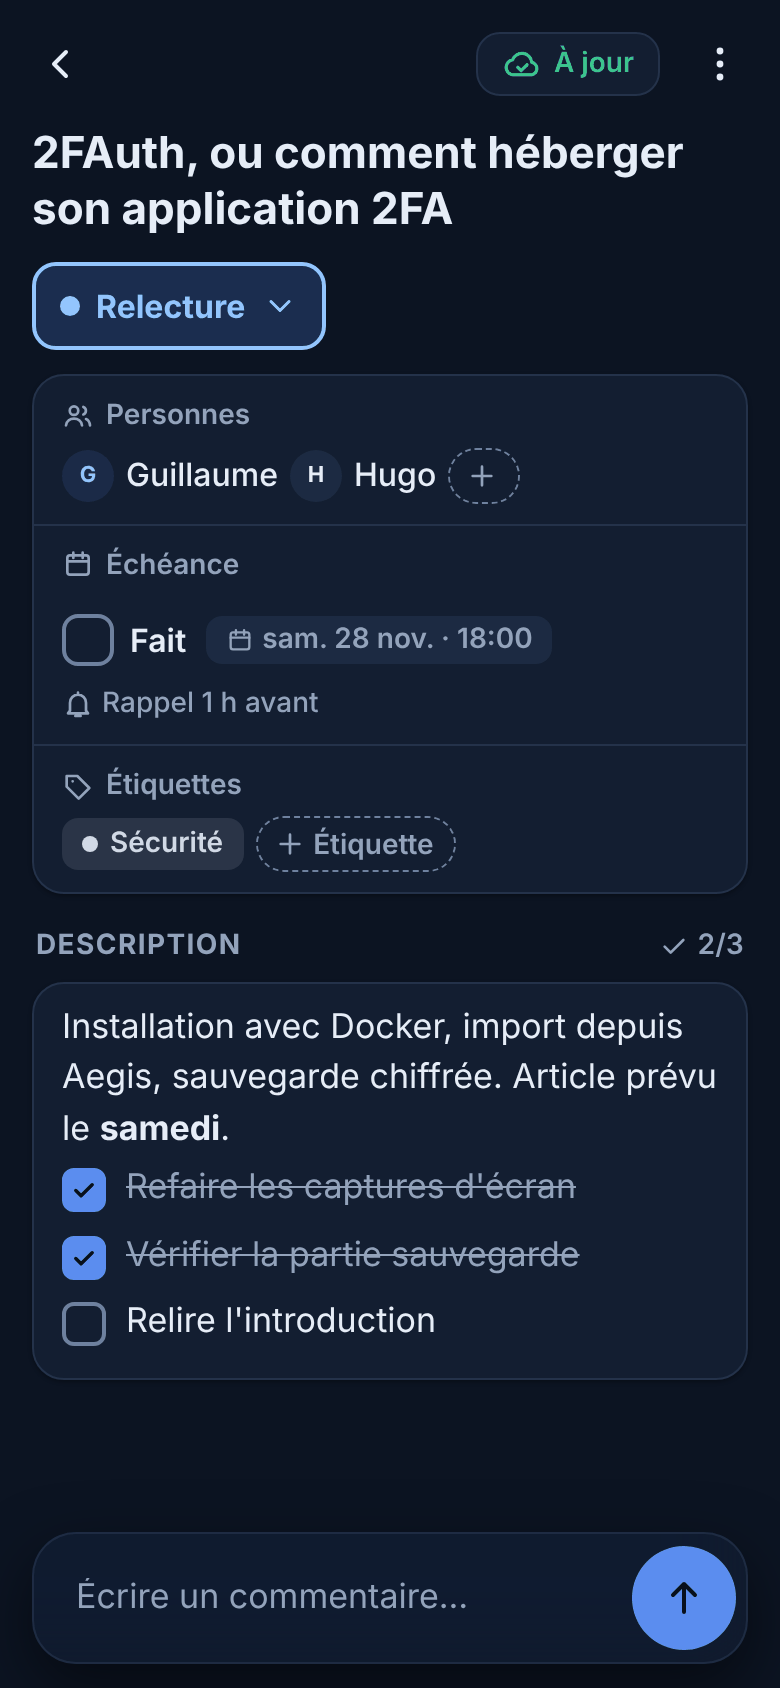 À jour
2FAuth, ou comment héberger
son application 2FA
Relecture
Personnes
G Guillaume H Hugo
Échéance
Fait sam. 28 nov. · 18:00
Rappel 1 h avant
Étiquettes
Sécurité + Étiquette
DESCRIPTION 2/3
Installation avec Docker, import depuis
Aegis, sauvegarde chiffrée. Article prévu
le samedi.
Refaire les captures d'écran
Vérifier la partie sauvegarde
Relire l'introduction
Écrire un commentaire...